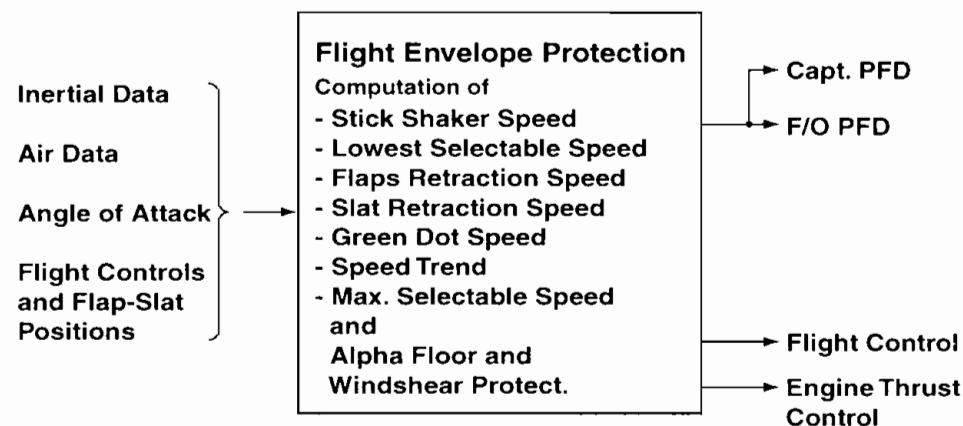 Inertial Data
Air Data
Angle of Attack
Flight Controls
and Flap-Slat
Positions
Flight Envelope Protection
Computation of
- Stick Shaker Speed
- Lowest Selectable Speed
- Flaps Retraction Speed
- Slat Retraction Speed
- Green Dot Speed
- Speed Trend
- Max. Selectable Speed
and
Alpha Floor and
Windshear Protect.
Capt. PFD
F/O PFD
Flight Control
Engine Thrust
Control